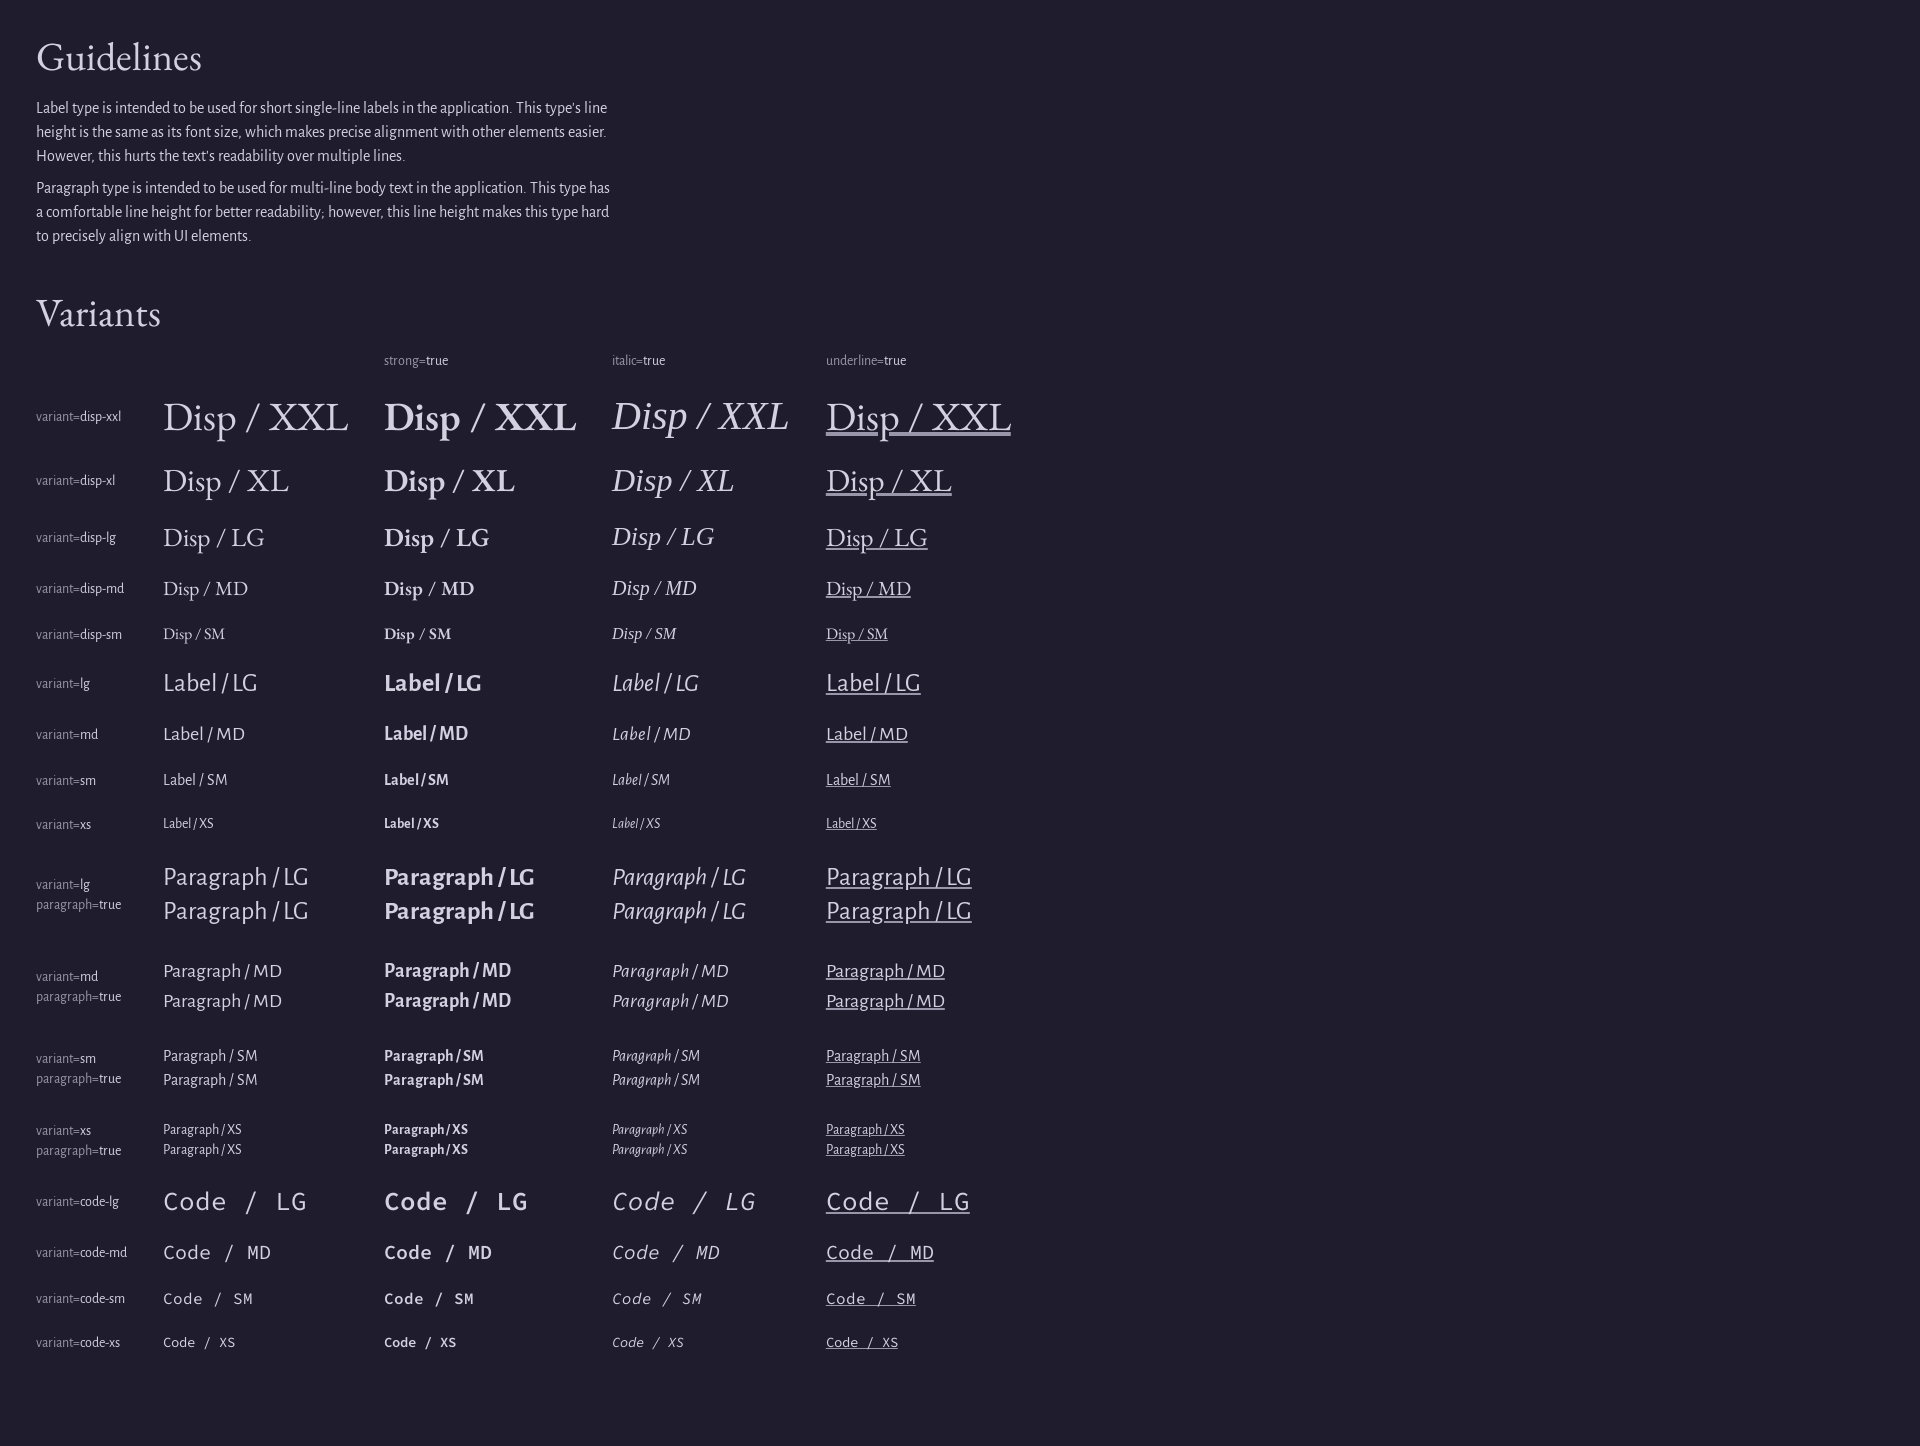 Guidelines
Label type is intended to be used for short single-line labels in the application. This type's line
height is the same as its font size, which makes precise alignment with other elements easier.
However, this hurts the text's readability over multiple lines.
Paragraph type is intended to be used for multi-line body text in the application. This type has
a comfortable line height for better readability; however, this line height makes this type hard
to precisely align with UI elements.
Variants
strong=true italic=true underline=true
variant=disp-xxl Disp / XXL Disp / XXL Disp / XXL Disp / XXL
variant=disp-xl Disp / XL Disp / XL Disp / XL Disp / XL
variant=disp-lg Disp / LG Disp / LG Disp / LG Disp / LG
variant=disp-md Disp / MD Disp / MD Disp / MD Disp / MD
variant=disp-sm Disp / SM Disp / SM Disp / SM Disp / SM
variant=lg Label / LG Label / LG Label / LG Label / LG
variant=md Label / MD Label / MD Label / MD Label / MD
variant=sm Label / SM Label / SM Label / SM Label / SM
variant=xs Label / XS Label / XS Label / XS Label / XS
variant=lg Paragraph / LG Paragraph / LG Paragraph / LG Paragraph / LG
paragraph=true Paragraph / LG Paragraph / LG Paragraph / LG Paragraph / LG
variant=md Paragraph / MD Paragraph / MD Paragraph / MD Paragraph / MD
paragraph=true Paragraph / MD Paragraph / MD Paragraph / MD Paragraph / MD
variant=sm Paragraph / SM Paragraph / SM Paragraph / SM Paragraph / SM
paragraph=true Paragraph / SM Paragraph / SM Paragraph / SM Paragraph / SM
variant=xs Paragraph / XS Paragraph / XS Paragraph / XS Paragraph / XS
paragraph=true Paragraph / XS Paragraph / XS Paragraph / XS Paragraph / XS
variant=code-lg Code / LG Code / LG Code / LG Code / LG
variant=code-md Code / MD Code / MD Code / MD Code / MD
variant=code-sm Code / SM Code / SM Code / SM Code / SM
variant=code-xs Code / XS Code / XS Code / XS Code / XS